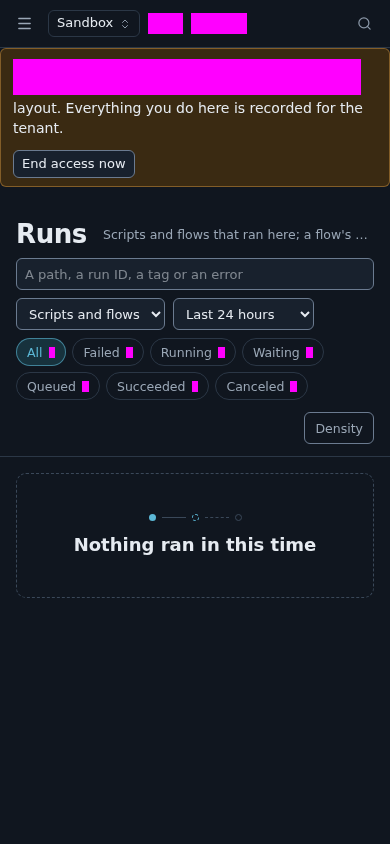 Sandbox
layout. Everything you do here is recorded for the
tenant.
End access now
Runs
Scripts and flows that ran here; a flow's ...
A path, a run ID, a tag or an error
Scripts and flows
Last 24 hours
All
Failed
Running
Waiting
Queued
Succeeded
Canceled
Density
Nothing ran in this time